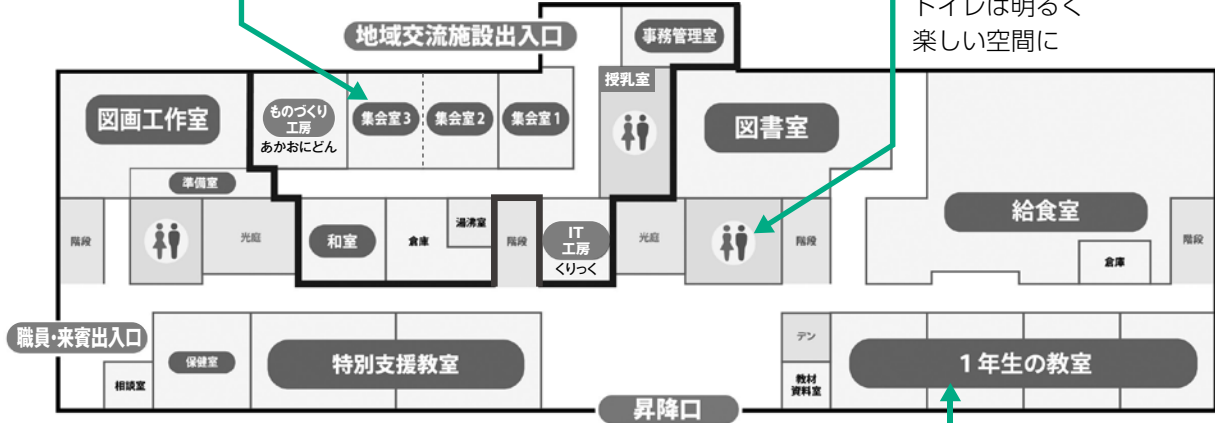 トイレは明るく
楽しい空間に
地域交流施設出入口
事務管理室
授乳室
図画工作室
ものづくり
工房
あかおにどん
集会室3
集会室2
集会室1
図書室
準備室
給食室
階段
光庭
和室
倉庫
湯沸室
階段
IT
工房
くりっく
光庭
階段
倉庫
階段
職員・来賓出入口
相談室
保健室
特別支援教室
昇降口
デン
教材
資料室
1年生の教室